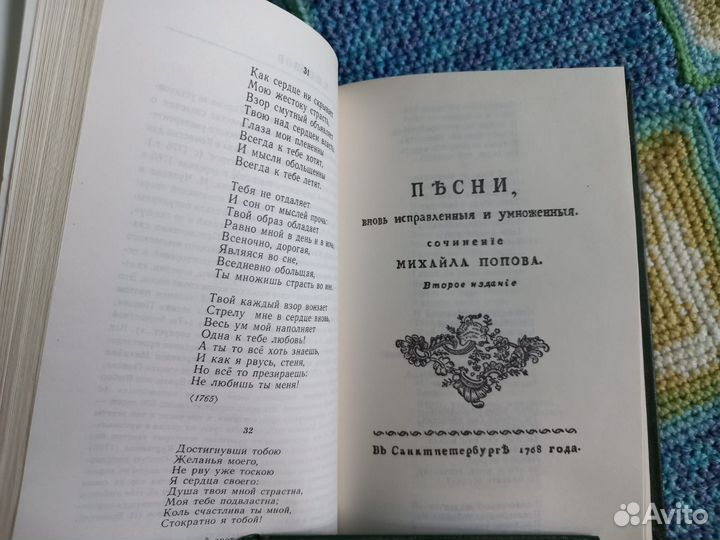 31
Как сердце ни скрывает
Мою жестоку страсть,
Взор смутный объявляет
Твою над сердцем власть.
Глаза мои пленены
Всегда к тебе хотят,
И мысли обольщенны
Всегда к тебе летят.
Тебя не отдаляет
И сон от мыслей прочь:
Твой образ обладает
Равно мной в день и в ночь.
Всеночно, дорогая,
Являяся во сне,
Вседневно обольщая,
Ты множишь страсть во мне.
Твой каждый взор вонзает
Стрелу мне в сердце вновь,
Весь ум мой наполняет
Одна к тебе любовь!
А ты то всё хоть знаешь,
И как я рвусь, стеня,
Но всё то презираешь:
Не любишь ты меня!
⟨1765⟩
32
Достигнувши тобою
Желанья моего,
Не рву уже тоскою
Я сердца своего:
Душа твоя мной страстна,
Моя тебе подвластна;
Коль счастлива ты мной,
Стократно я тобой!
ПѢСНИ,
вновь исправленныя и умноженныя.
сочиненіе
МИХАЙЛА ПОПОВА.
Второе изданіе
Въ Санктпетербургѣ 1768 года.
Avito